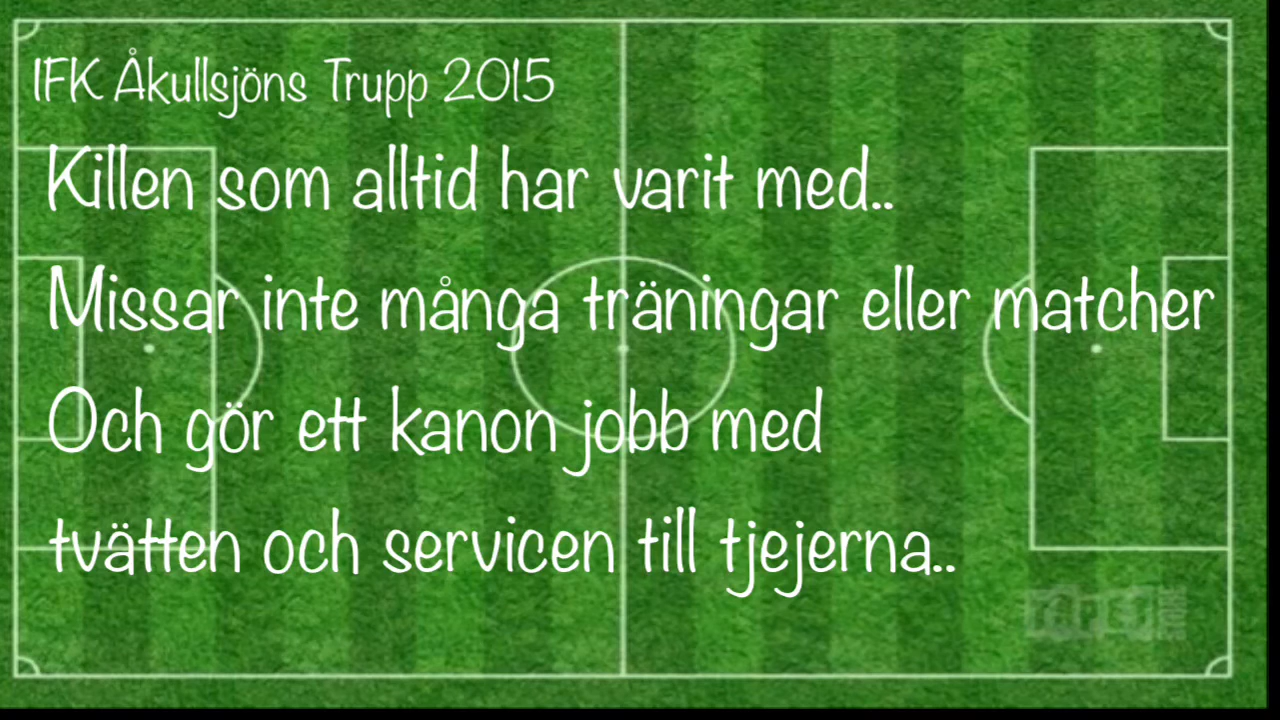 IFK Åkullsjöns Trupp 2015
Killen som alltid har varit med..
Missar inte många träningar eller matcher
Och gör ett kanon jobb med
tvätten och servicen till tjejerna..